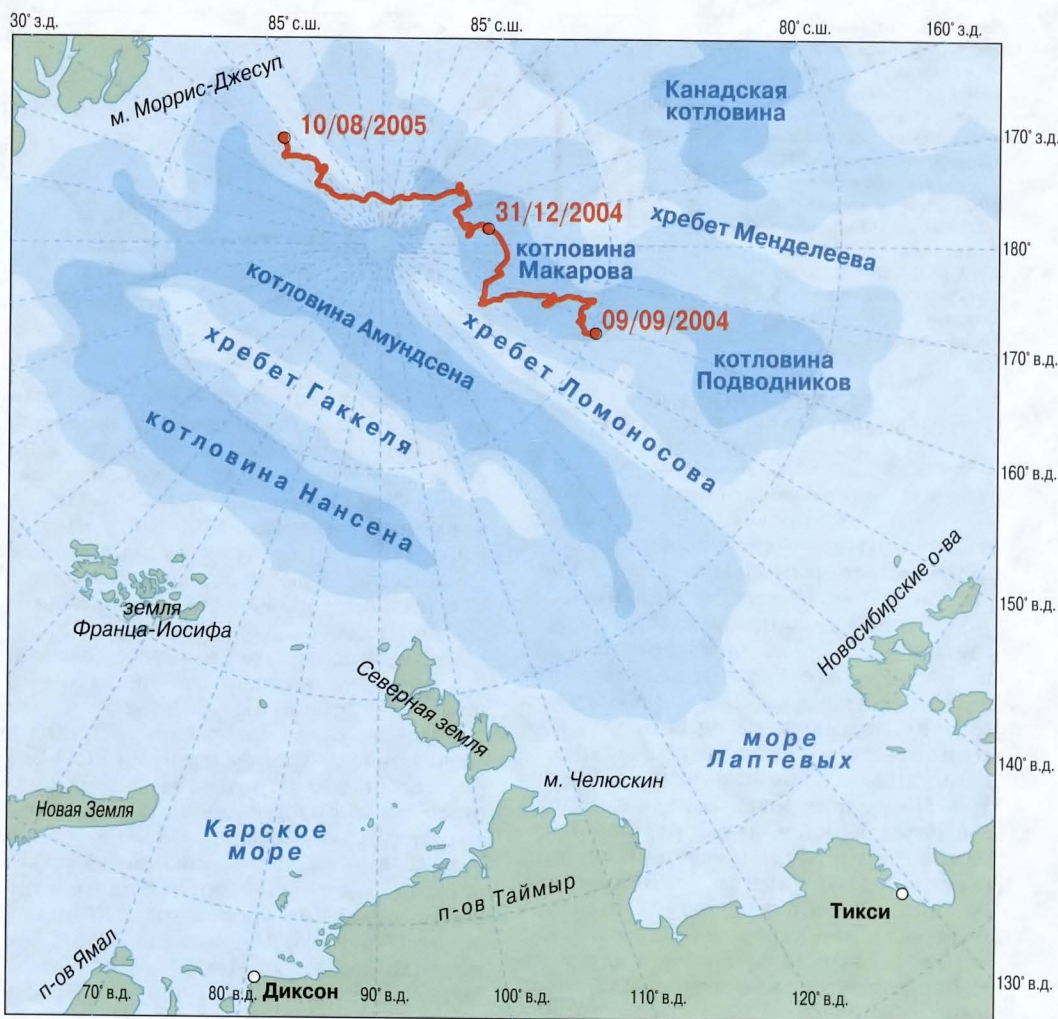 30° з.д.
85° с.ш.
85° с.ш.
80° с.ш.
160° з.д.
м. Моррис-Джесуп
Канадская
котловина
10/08/2005
170° з.д.
31/12/2004
хребет Менделеева
котловина
Макарова
180°
котловина Амундсена
09/09/2004
хребет Ломоносова
котловина
Подводников
170° в.д.
хребет Гаккеля
котловина Нансена
160° в.д.
земля
Франца-Иосифа
Новосибирские о-ва
150° в.д.
Северная земля
море
Лаптевых
140° в.д.
м. Челюскин
Новая Земля
Карское
море
п-ов Таймыр
Тикси
п-ов Ямал
Диксон
130° в.д.
70° в.д.
80° в.д.
90° в.д.
100° в.д.
110° в.д.
120° в.д.